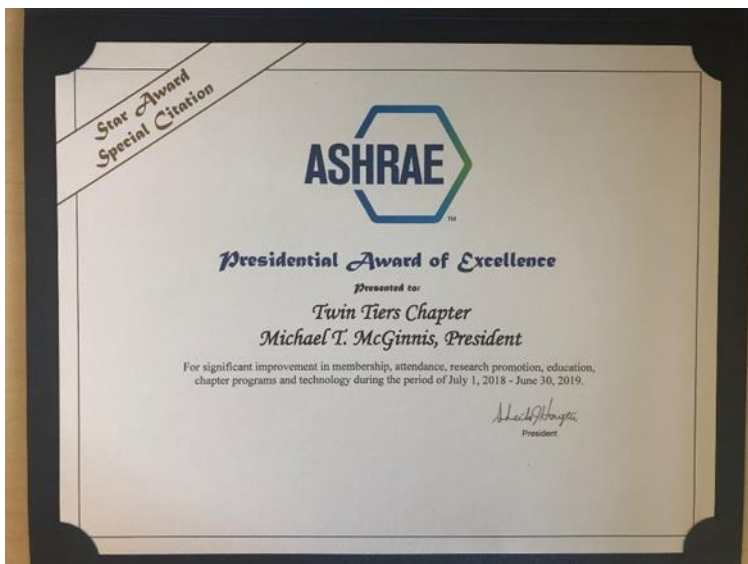 Star Award
Special Citation
ASHRAE
TM
Presidential Award of Excellence
Presented to:
Twin Tiers Chapter
Michael T. McGinnis, President
For significant improvement in membership, attendance, research promotion, education,
chapter programs and technology during the period of July 1, 2018 - June 30, 2019.
President